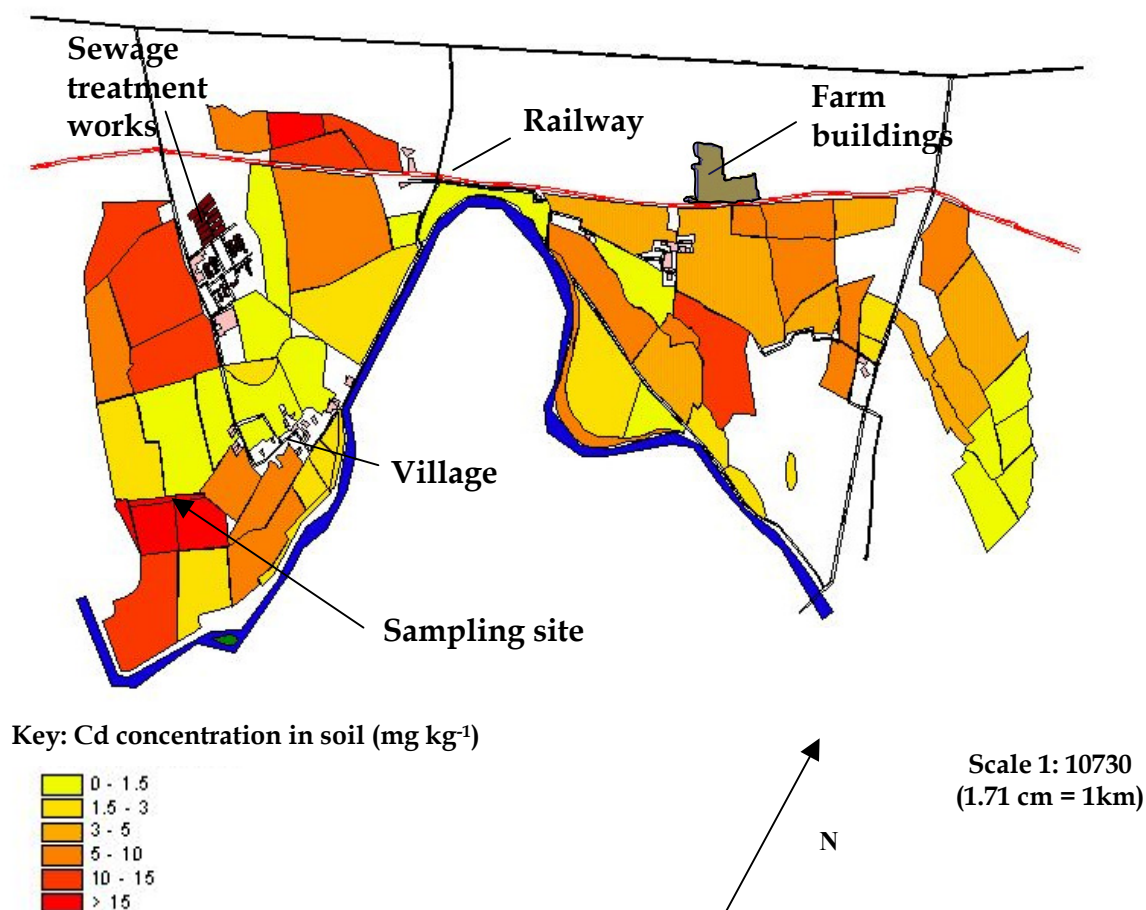 Sewage
treatment
works
Railway
Farm
buildings
Village
Sampling site
Key: Cd concentration in soil (mg kg⁻¹)
0 - 1.5
1.5 - 3
3 - 5
5 - 10
10 - 15
> 15
N
Scale 1: 10730
(1.71 cm = 1km)